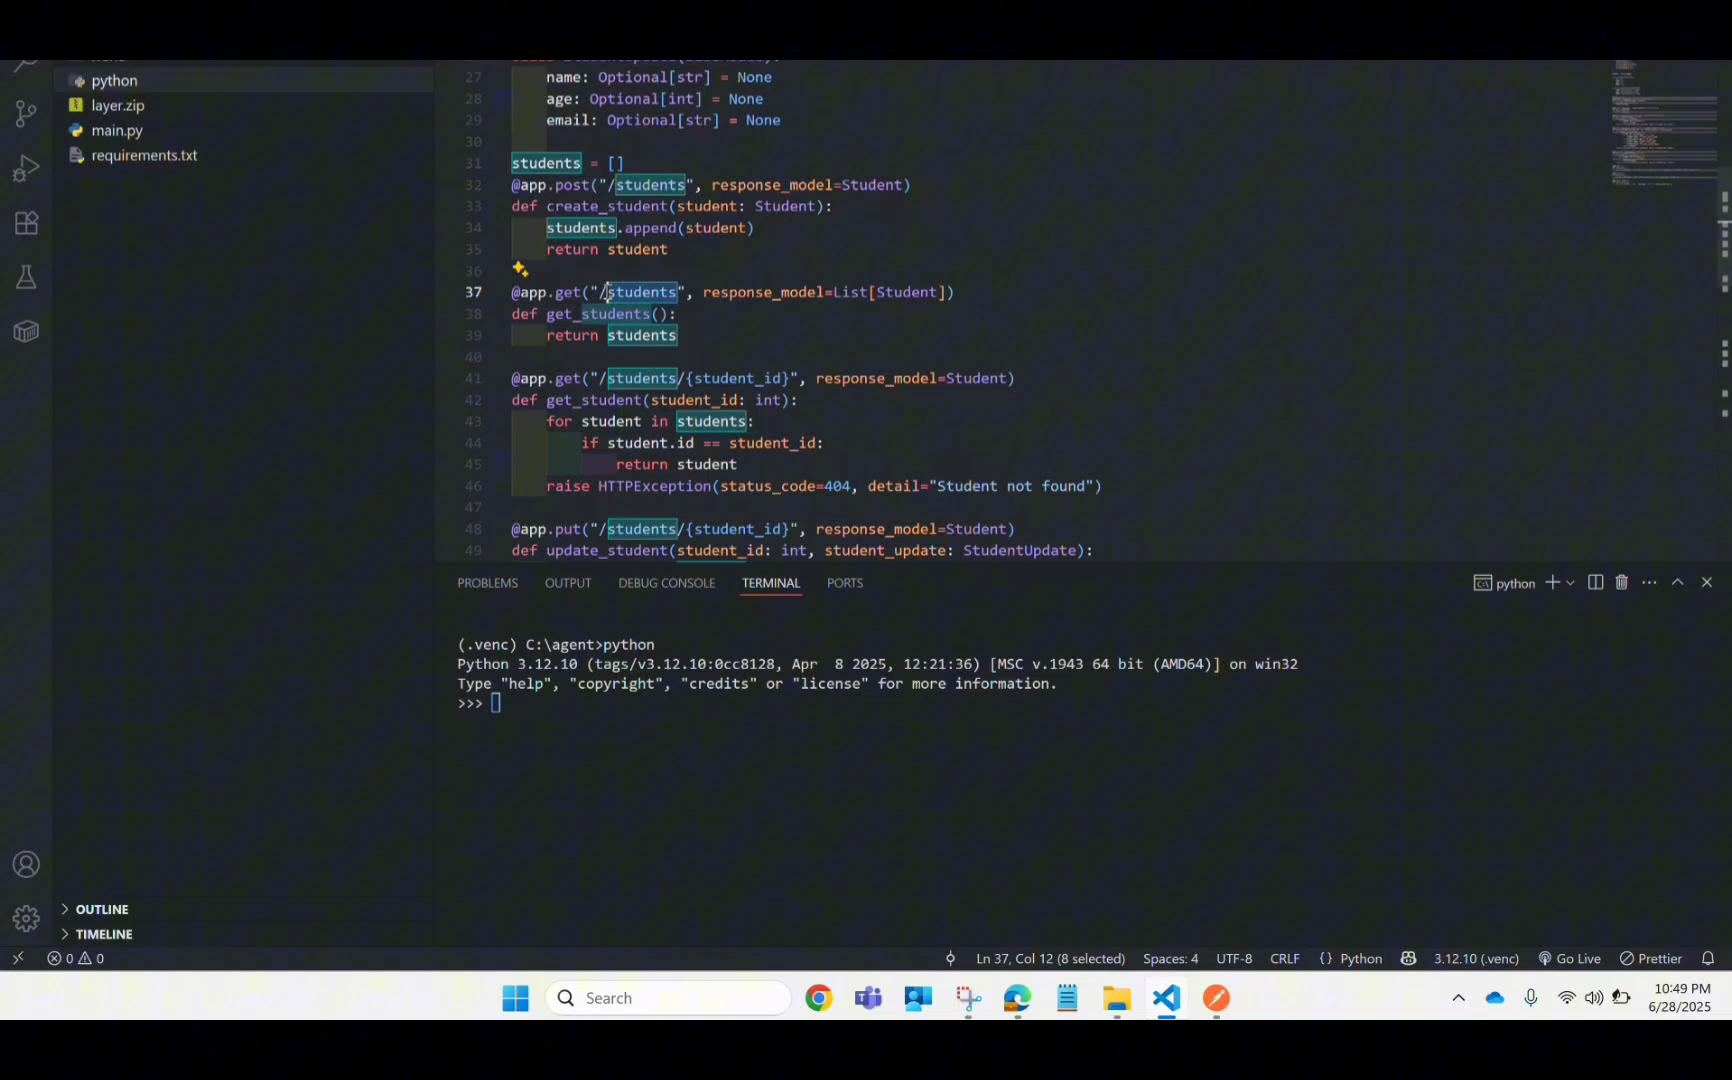 python
layer.zip
main.py
requirements.txt
27 name: Optional[str] = None
28 age: Optional[int] = None
29 email: Optional[str] = None
30
31 students = []
32 @app.post("/students", response_model=Student)
33 def create_student(student: Student):
34 students.append(student)
35 return student
36
37 @app.get("/students", response_model=List[Student])
38 def get_students():
39 return students
40
41 @app.get("/students/{student_id}", response_model=Student)
42 def get_student(student_id: int):
43 for student in students:
44 if student.id == student_id:
45 return student
46 raise HTTPException(status_code=404, detail="Student not found")
47
48 @app.put("/students/{student_id}", response_model=Student)
49 def update_student(student_id: int, student_update: StudentUpdate):
PROBLEMS OUTPUT DEBUG CONSOLE TERMINAL PORTS
python
(.venc) C:\agent>python
Python 3.12.10 (tags/v3.12.10:0cc8128, Apr  8 2025, 12:21:36) [MSC v.1943 64 bit (AMD64)] on win32
Type "help", "copyright", "credits" or "license" for more information.
>>>
OUTLINE
TIMELINE
0 0 Ln 37, Col 12 (8 selected) Spaces: 4 UTF-8 CRLF {} Python 3.12.10 (.venc) Go Live Prettier
Search
10:49 PM
6/28/2025